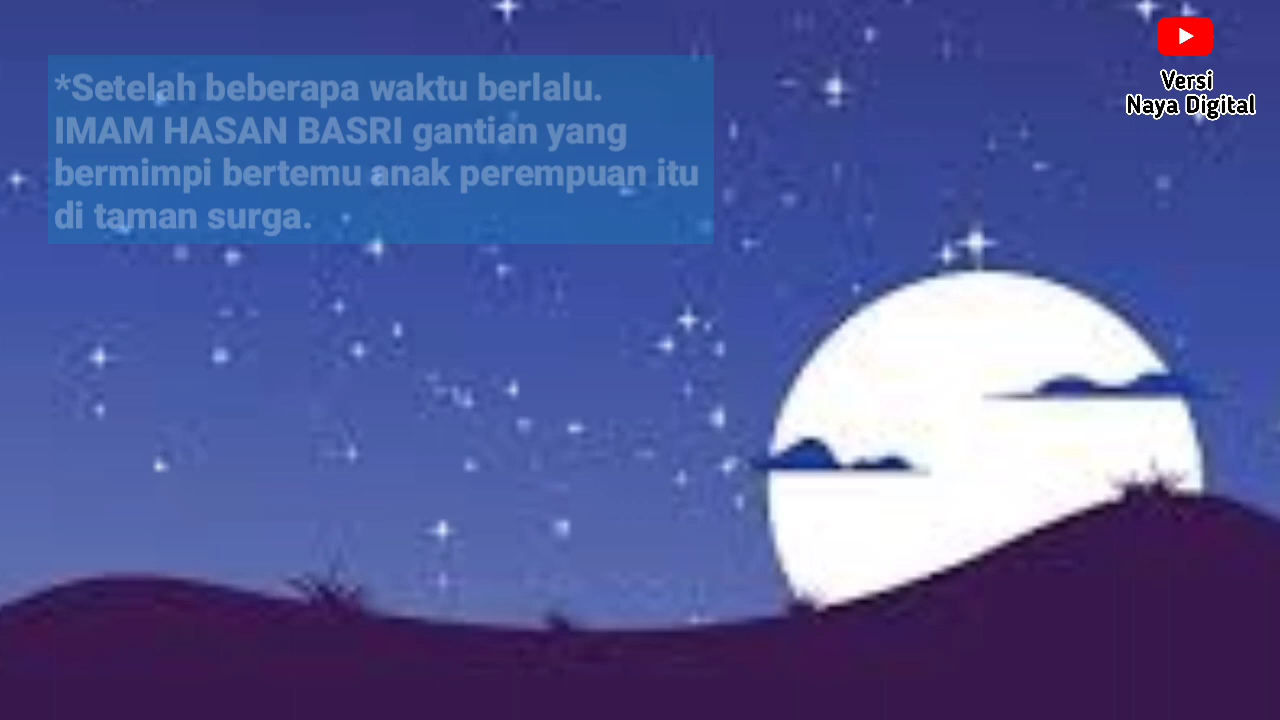 *Setelah beberapa waktu berlalu.
IMAM HASAN BASRI gantian yang
bermimpi bertemu anak perempuan itu
di taman surga.
Versi
Naya Digital